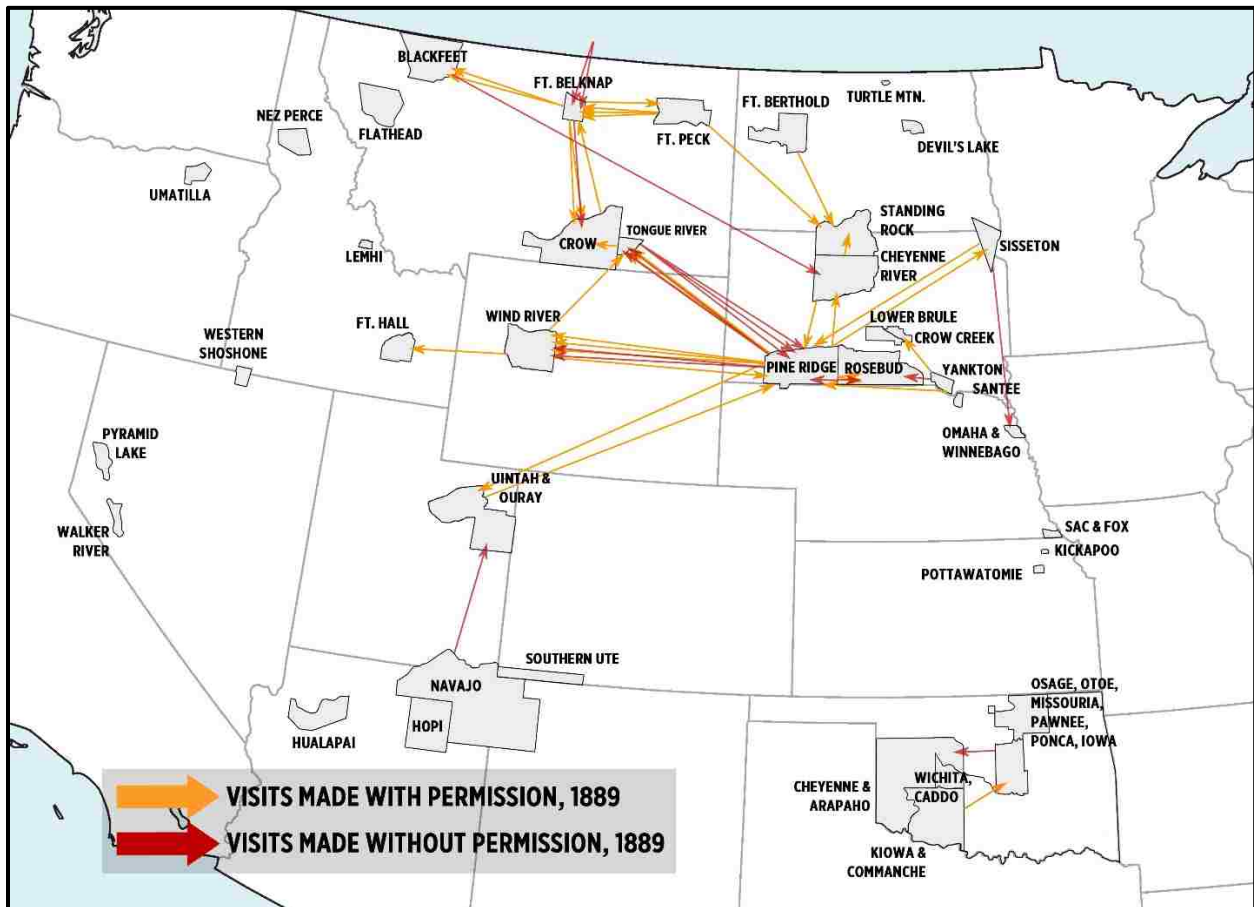 BLACKFEET
FT. BELKNAP
NEZ PERCE
FLATHEAD
FT. PECK
FT. BERTHOLD
TURTLE MTN.
DEVIL'S LAKE
UMATILLA
LEMHI
CROW
TONGUE RIVER
STANDING
ROCK
SISSETON
CHEYENNE
RIVER
WESTERN
SHOSHONE
FT. HALL
WIND RIVER
LOWER BRULE
CROW CREEK
PINE RIDGE
ROSEBUD
YANKTON
SANTEE
OMAHA &
WINNEBAGO
PYRAMID
LAKE
WALKER
RIVER
UINTAH &
OURAY
SAC & FOX
KICKAPOO
POTTAWATOMIE
SOUTHERN UTE
NAVAJO
HOPI
HUALAPAI
OSAGE, OTOE,
MISSOURIA,
PAWNEE,
PONCA, IOWA
CHEYENNE &
ARAPAHO
WICHITA,
CADDO
KIOWA &
COMMANCHE
VISITS MADE WITH PERMISSION, 1889
VISITS MADE WITHOUT PERMISSION, 1889